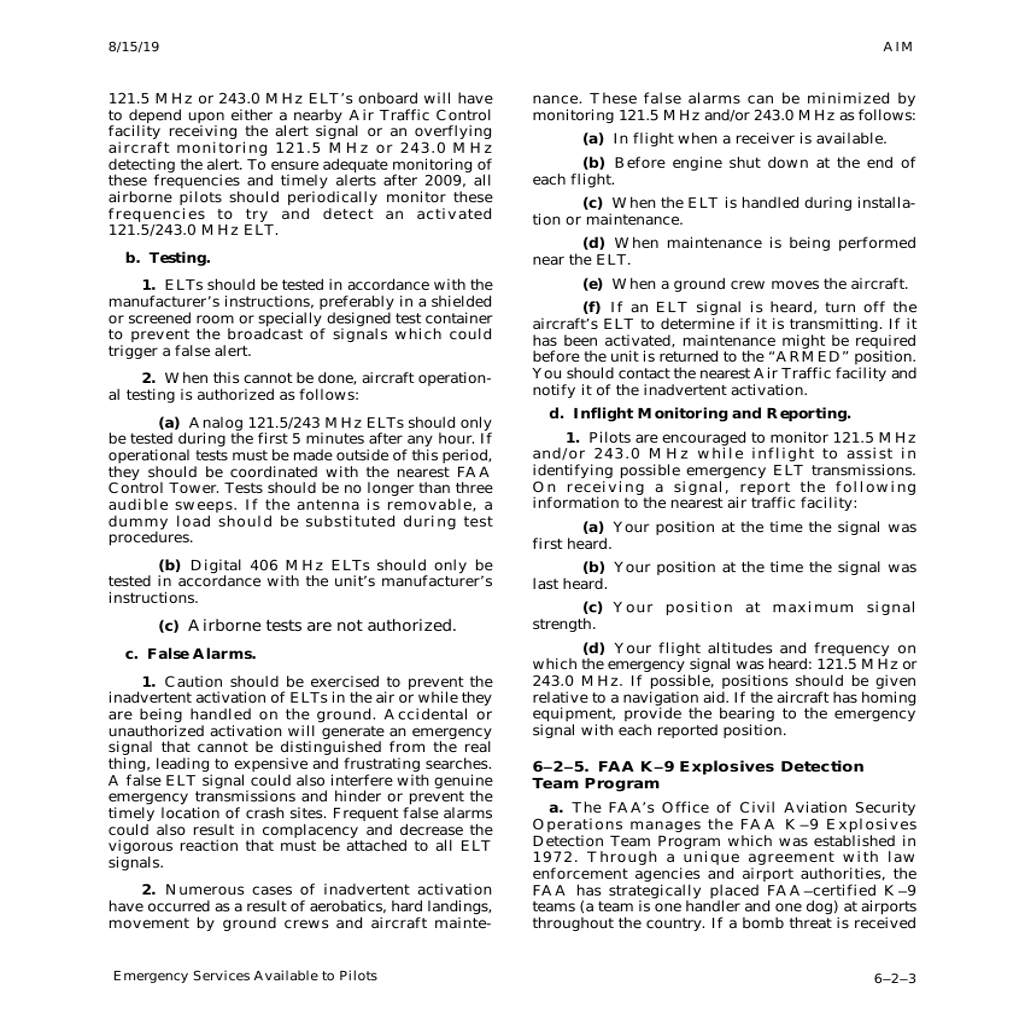 8/15/19
AIM
121.5 MHz or 243.0 MHz ELT's onboard will have
to depend upon either a nearby Air Traffic Control
facility receiving the alert signal or an overflying
aircraft monitoring 121.5 MHz or 243.0 MHz
detecting the alert. To ensure adequate monitoring of
these frequencies and timely alerts after 2009, all
airborne pilots should periodically monitor these
frequencies to try and detect an activated
121.5/243.0 MHz ELT.
b. Testing.
1. ELTs should be tested in accordance with the
manufacturer's instructions, preferably in a shielded
or screened room or specially designed test container
to prevent the broadcast of signals which could
trigger a false alert.
2. When this cannot be done, aircraft operation-
al testing is authorized as follows:
(a) Analog 121.5/243 MHz ELTs should only
be tested during the first 5 minutes after any hour. If
operational tests must be made outside of this period,
they should be coordinated with the nearest FAA
Control Tower. Tests should be no longer than three
audible sweeps. If the antenna is removable, a
dummy load should be substituted during test
procedures.
(b) Digital 406 MHz ELTs should only be
tested in accordance with the unit's manufacturer's
instructions.
(c) Airborne tests are not authorized.
c. False Alarms.
1. Caution should be exercised to prevent the
inadvertent activation of ELTs in the air or while they
are being handled on the ground. Accidental or
unauthorized activation will generate an emergency
signal that cannot be distinguished from the real
thing, leading to expensive and frustrating searches.
A false ELT signal could also interfere with genuine
emergency transmissions and hinder or prevent the
timely location of crash sites. Frequent false alarms
could also result in complacency and decrease the
vigorous reaction that must be attached to all ELT
signals.
2. Numerous cases of inadvertent activation
have occurred as a result of aerobatics, hard landings,
movement by ground crews and aircraft mainte-
nance. These false alarms can be minimized by
monitoring 121.5 MHz and/or 243.0 MHz as follows:
(a) In flight when a receiver is available.
(b) Before engine shut down at the end of
each flight.
(c) When the ELT is handled during installa-
tion or maintenance.
(d) When maintenance is being performed
near the ELT.
(e) When a ground crew moves the aircraft.
(f) If an ELT signal is heard, turn off the
aircraft's ELT to determine if it is transmitting. If it
has been activated, maintenance might be required
before the unit is returned to the “ARMED” position.
You should contact the nearest Air Traffic facility and
notify it of the inadvertent activation.
d. Inflight Monitoring and Reporting.
1. Pilots are encouraged to monitor 121.5 MHz
and/or 243.0 MHz while inflight to assist in
identifying possible emergency ELT transmissions.
On receiving a signal, report the following
information to the nearest air traffic facility:
(a) Your position at the time the signal was
first heard.
(b) Your position at the time the signal was
last heard.
(c) Your position at maximum signal
strength.
(d) Your flight altitudes and frequency on
which the emergency signal was heard: 121.5 MHz or
243.0 MHz. If possible, positions should be given
relative to a navigation aid. If the aircraft has homing
equipment, provide the bearing to the emergency
signal with each reported position.
6–2–5. FAA K–9 Explosives Detection
Team Program
a. The FAA's Office of Civil Aviation Security
Operations manages the FAA K–9 Explosives
Detection Team Program which was established in
1972. Through a unique agreement with law
enforcement agencies and airport authorities, the
FAA has strategically placed FAA–certified K–9
teams (a team is one handler and one dog) at airports
throughout the country. If a bomb threat is received
Emergency Services Available to Pilots
6–2–3